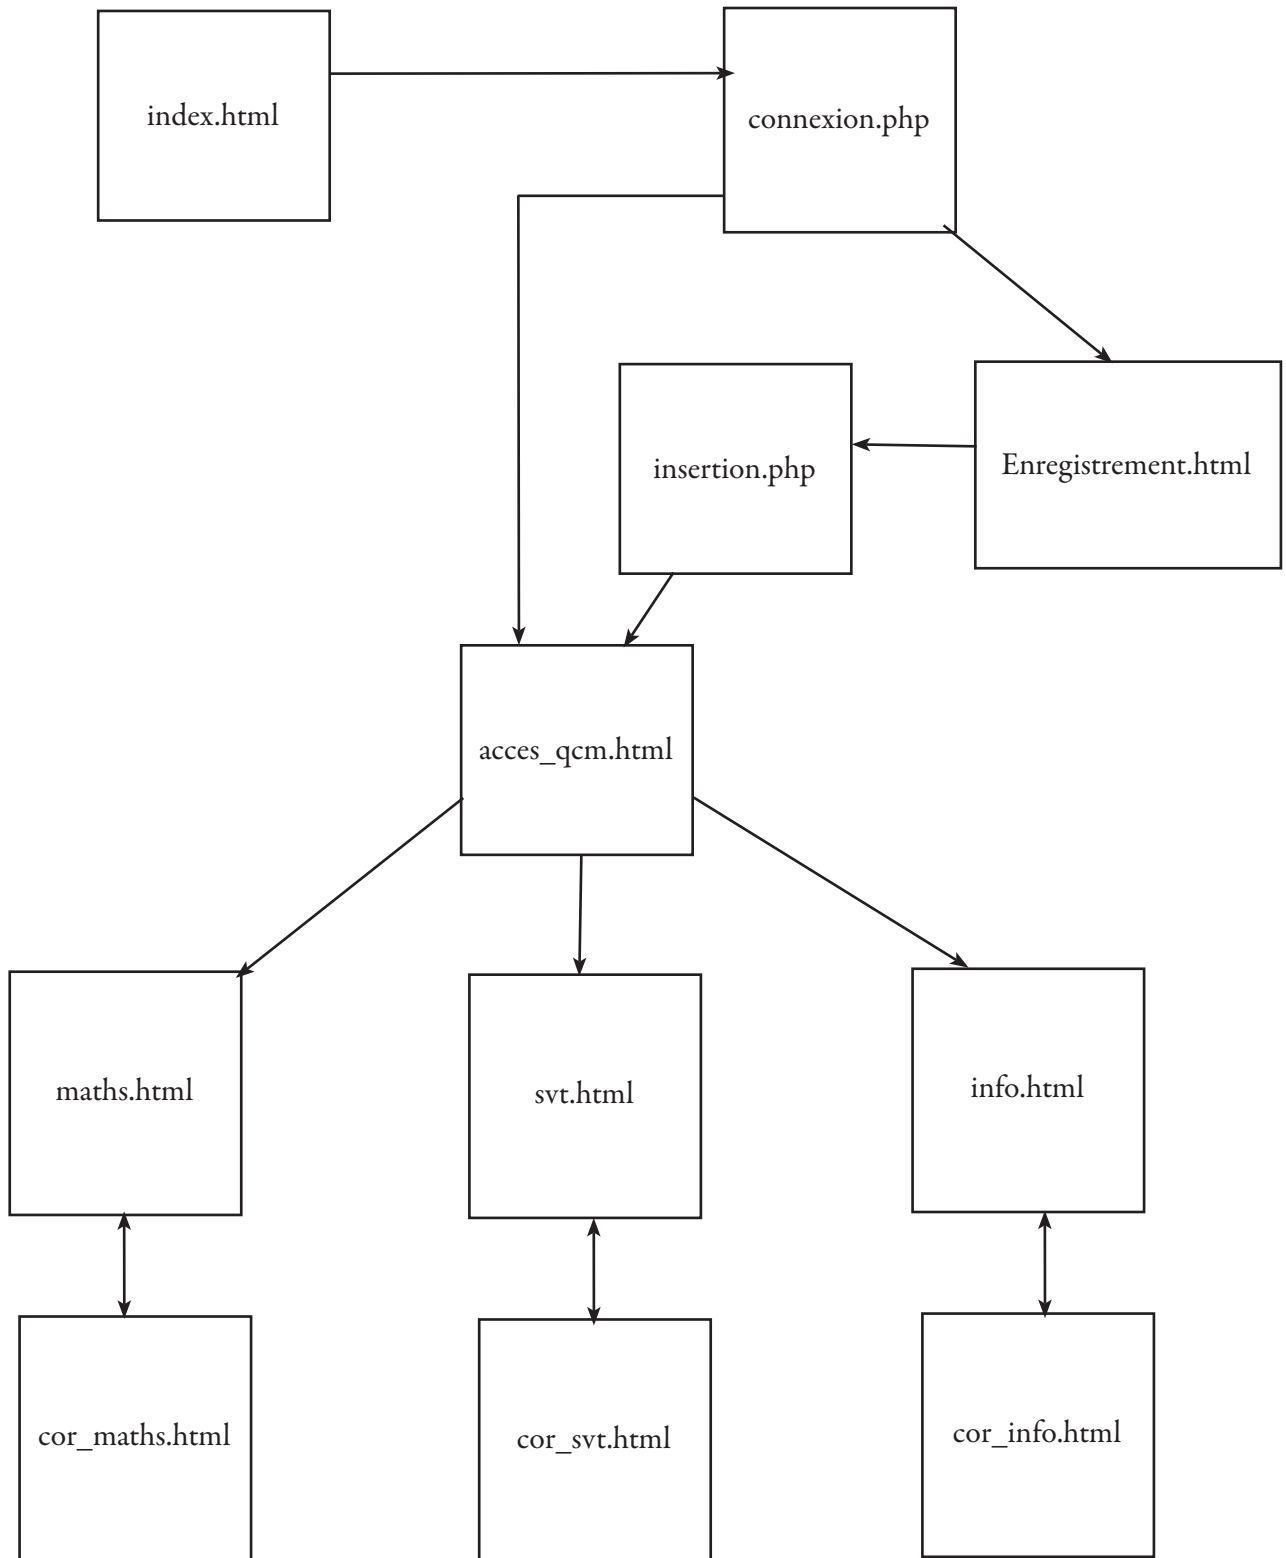 index.html
connexion.php
insertion.php
Enregistrement.html
acces_qcm.html
maths.html
svt.html
info.html
cor_maths.html
cor_svt.html
cor_info.html